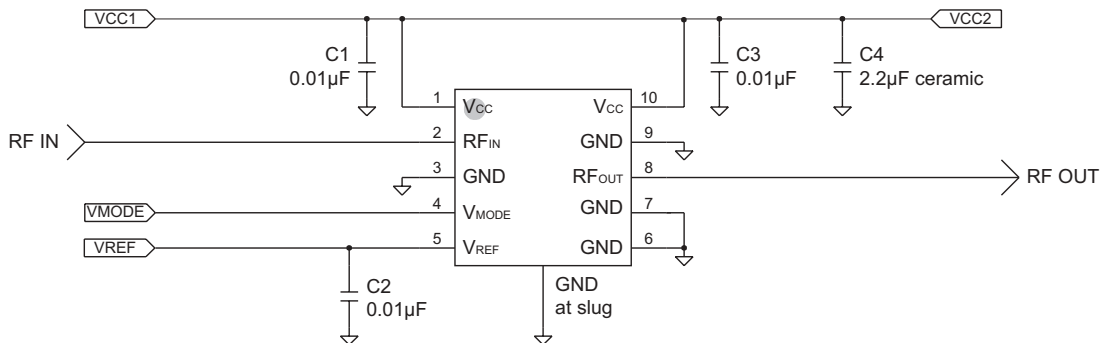 VCC1
VCC2
C1
0.01µF
C3
0.01µF
C4
2.2µF ceramic
1
VCC
VCC
10
RF IN
2
RFIN
GND
9
3
GND
RFOUT
8
RF OUT
VMODE
4
VMODE
GND
7
VREF
5
VREF
GND
6
C2
0.01µF
GND
at slug